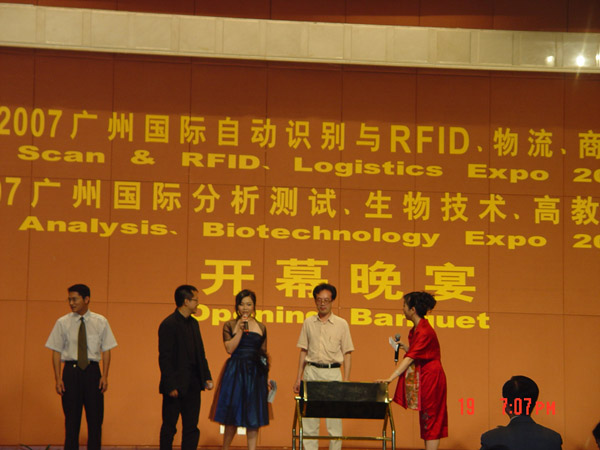 2007广州国际自动识别与RFID、物流、商
Scan & RFID、Logistics Expo 20
07广州国际分析测试、生物技术、高教
Analysis、Biotechnology Expo 20
开幕晚宴
Opening Banquet
19 7:07 PM